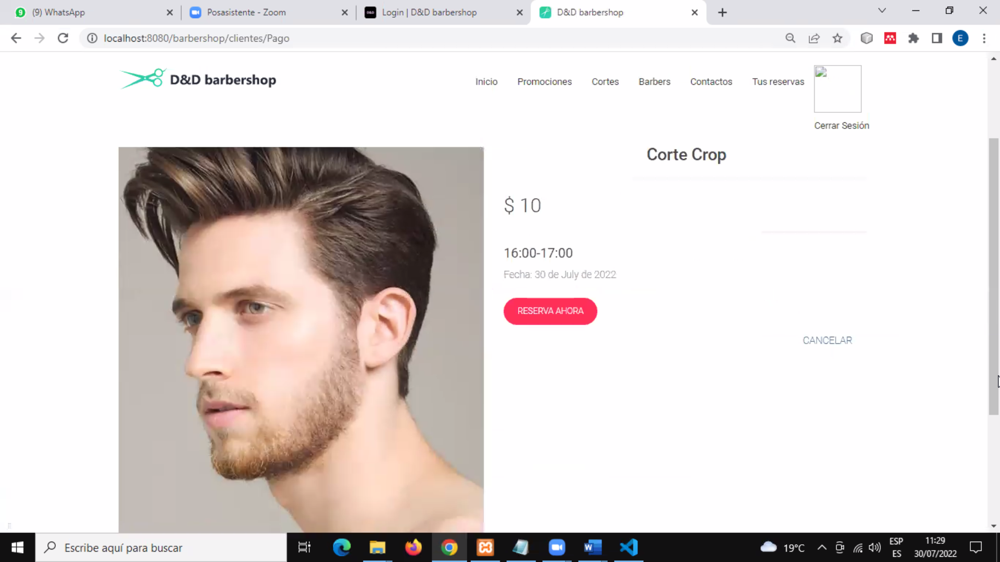 (9) WhatsApp
Posasistente - Zoom
Login | D&D barbershop
D&D barbershop
localhost:8080/barbershop/clientes/Pago
E
D&D barbershop
Inicio
Promociones
Cortes
Barbers
Contactos
Tus reservas
Cerrar Sesión
Corte Crop
$ 10
16:00-17:00
Fecha: 30 de July de 2022
RESERVA AHORA
CANCELAR
Escribe aquí para buscar
19°C
ESP
ES
11:29
30/07/2022